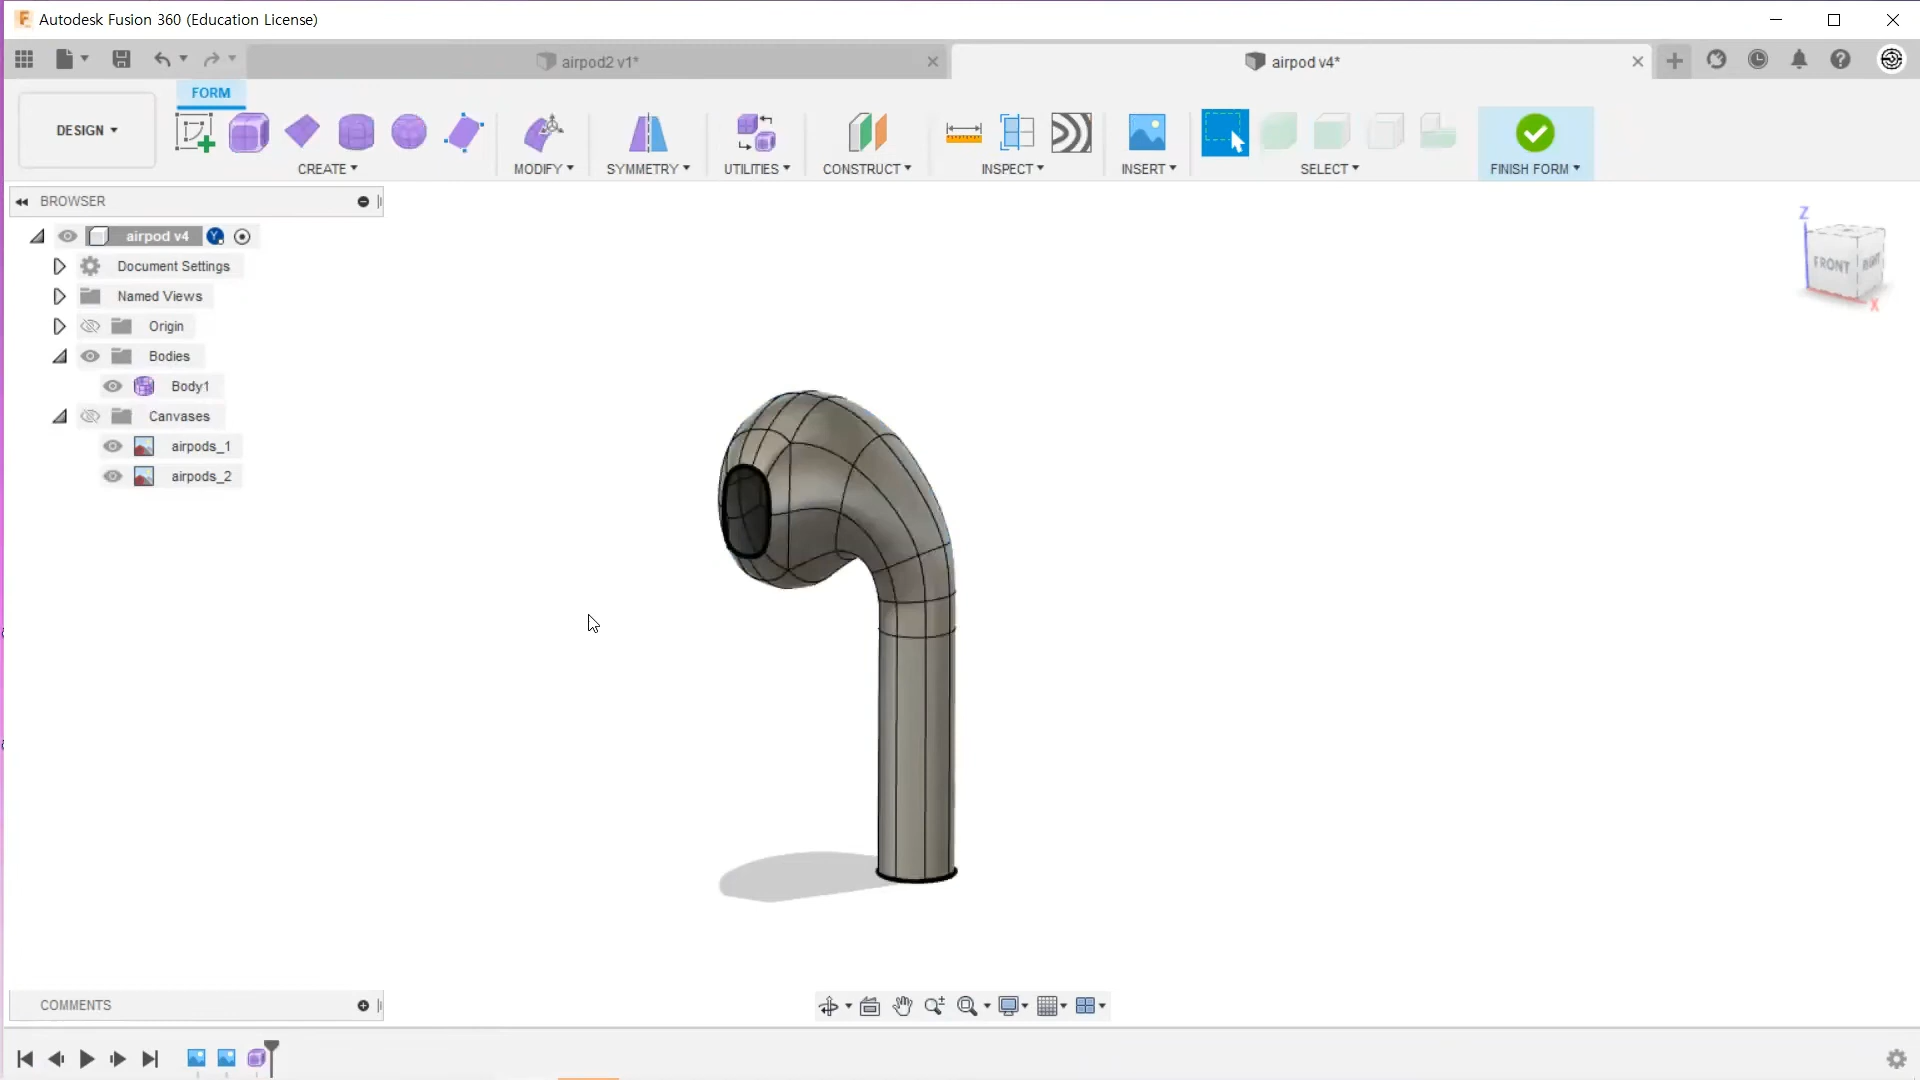 Autodesk Fusion 360 (Education License)
airpod2 v1*
airpod v4*
FORM
DESIGN
CREATE
MODIFY
SYMMETRY
UTILITIES
CONSTRUCT
INSPECT
INSERT
SELECT
FINISH FORM
BROWSER
airpod v4
Document Settings
Named Views
Origin
Bodies
Body1
Canvases
airpods_1
airpods_2
Z
FRONT
RIGHT
X
COMMENTS